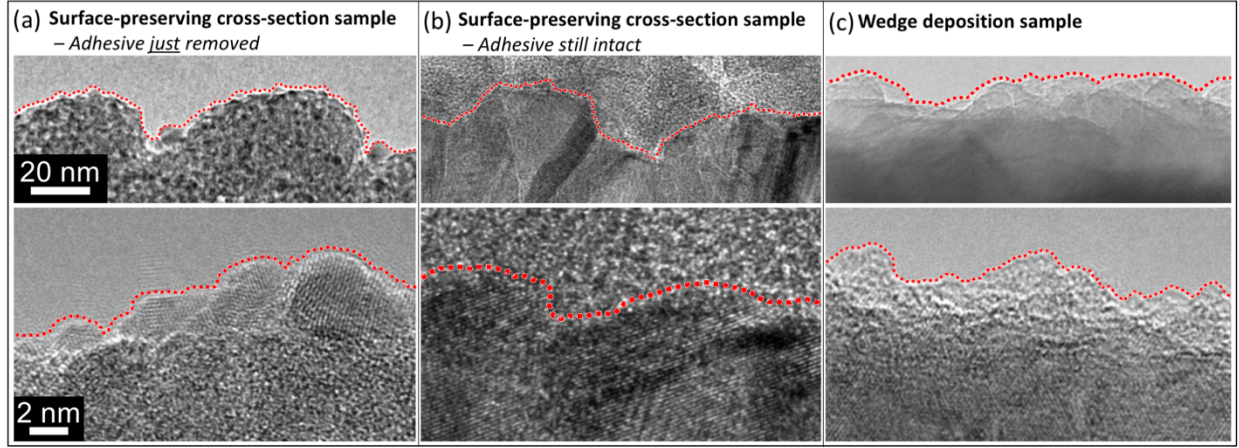 (a) Surface-preserving cross-section sample
– Adhesive just removed
(b) Surface-preserving cross-section sample
– Adhesive still intact
(c) Wedge deposition sample
20 nm
2 nm